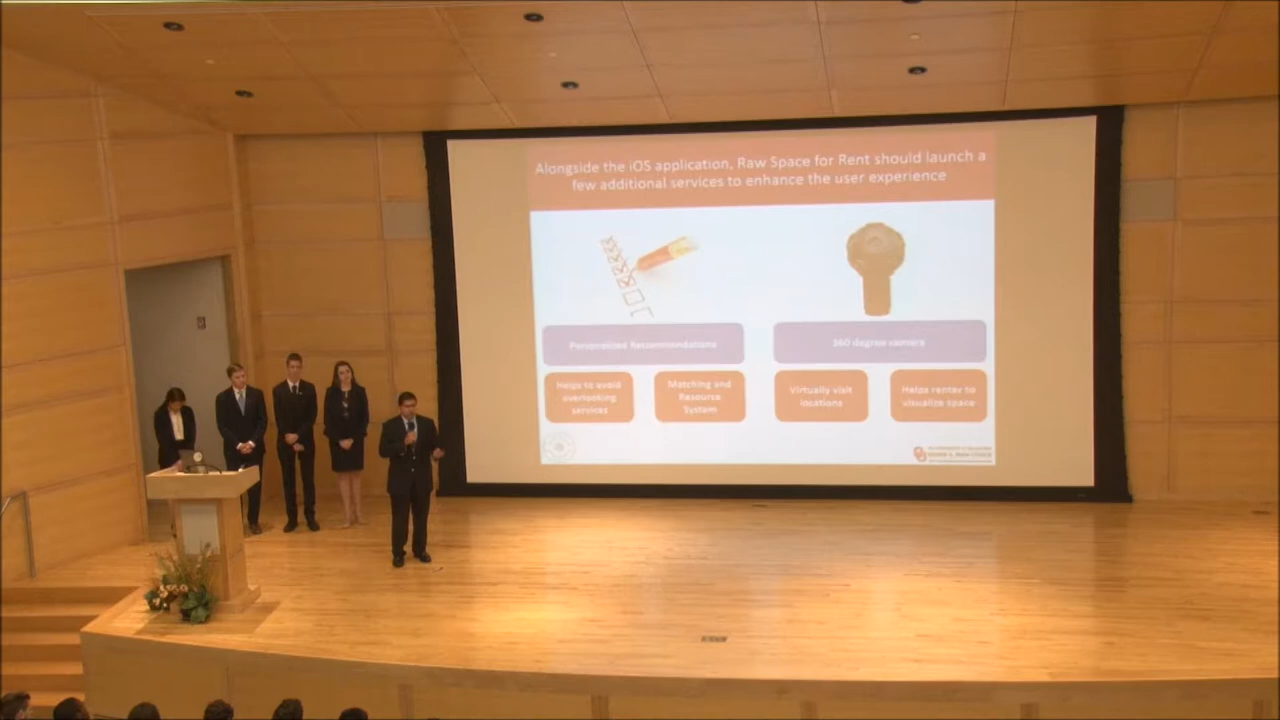 Alongside the iOS application, Raw Space for Rent should launch a
few additional services to enhance the user experience
Personalized Recommendations
360 degree camera
Helps to avoid
overlooking
services
Matching and
Resource
System
Virtually visit
locations
Helps renter to
visualize space